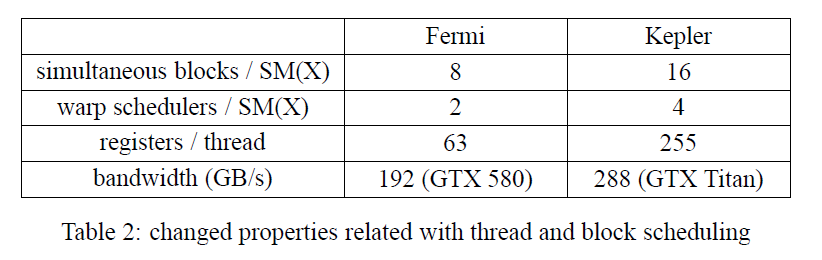 Fermi Kepler
simultaneous blocks / SM(X) 8 16
warp schedulers / SM(X) 2 4
registers / thread 63 255
bandwidth (GB/s) 192 (GTX 580) 288 (GTX Titan)
Table 2: changed properties related with thread and block scheduling